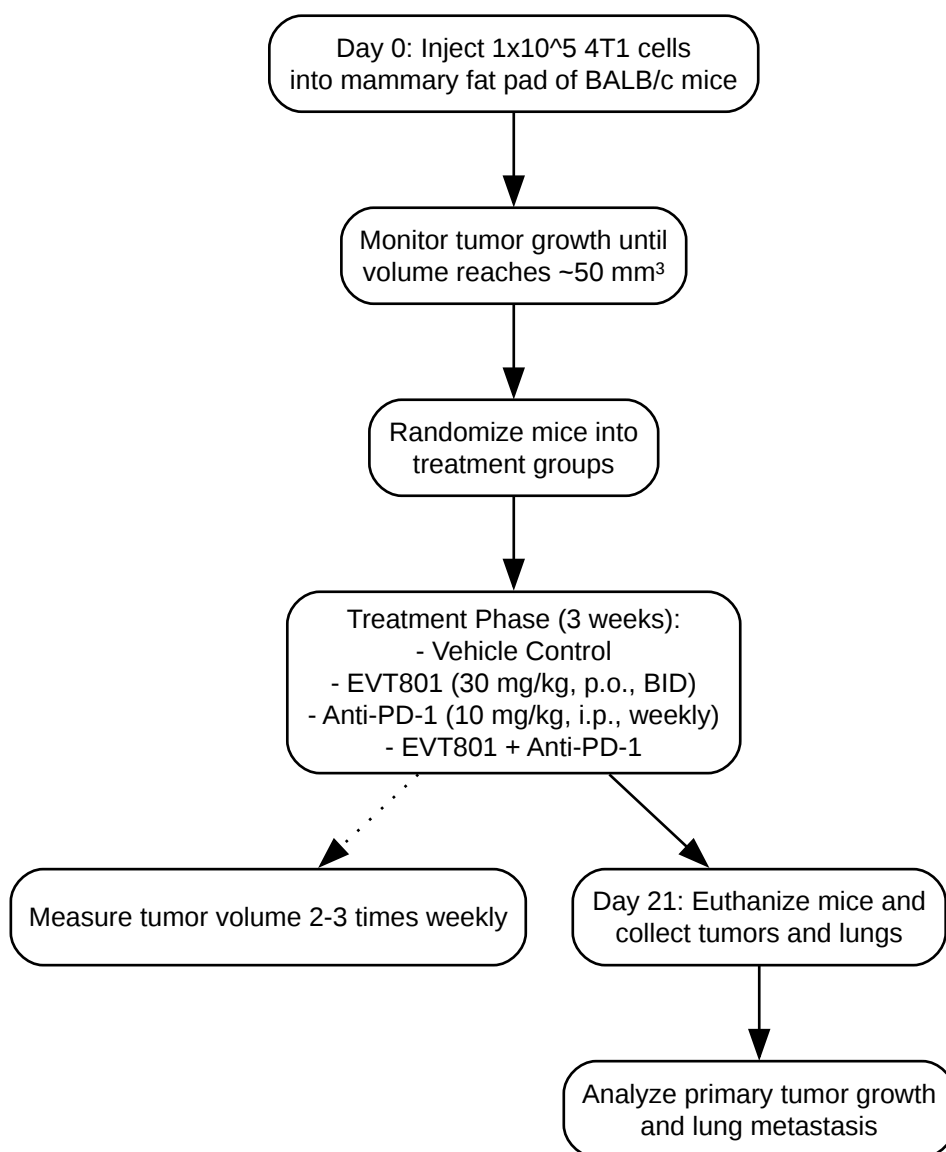 Day 0: Inject 1x10^5 4T1 cells
into mammary fat pad of BALB/c mice
Monitor tumor growth until
volume reaches ~50 mm³
Randomize mice into
treatment groups
Treatment Phase (3 weeks):
- Vehicle Control
- EVT801 (30 mg/kg, p.o., BID)
- Anti-PD-1 (10 mg/kg, i.p., weekly)
- EVT801 + Anti-PD-1
Measure tumor volume 2-3 times weekly
Day 21: Euthanize mice and
collect tumors and lungs
Analyze primary tumor growth
and lung metastasis